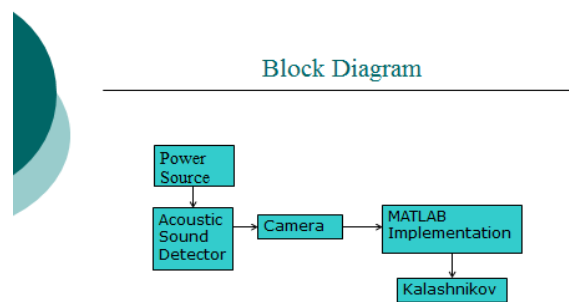 Block Diagram
Power
Source
Acoustic
Sound
Detector
Camera
MATLAB
Implementation
Kalashnikov